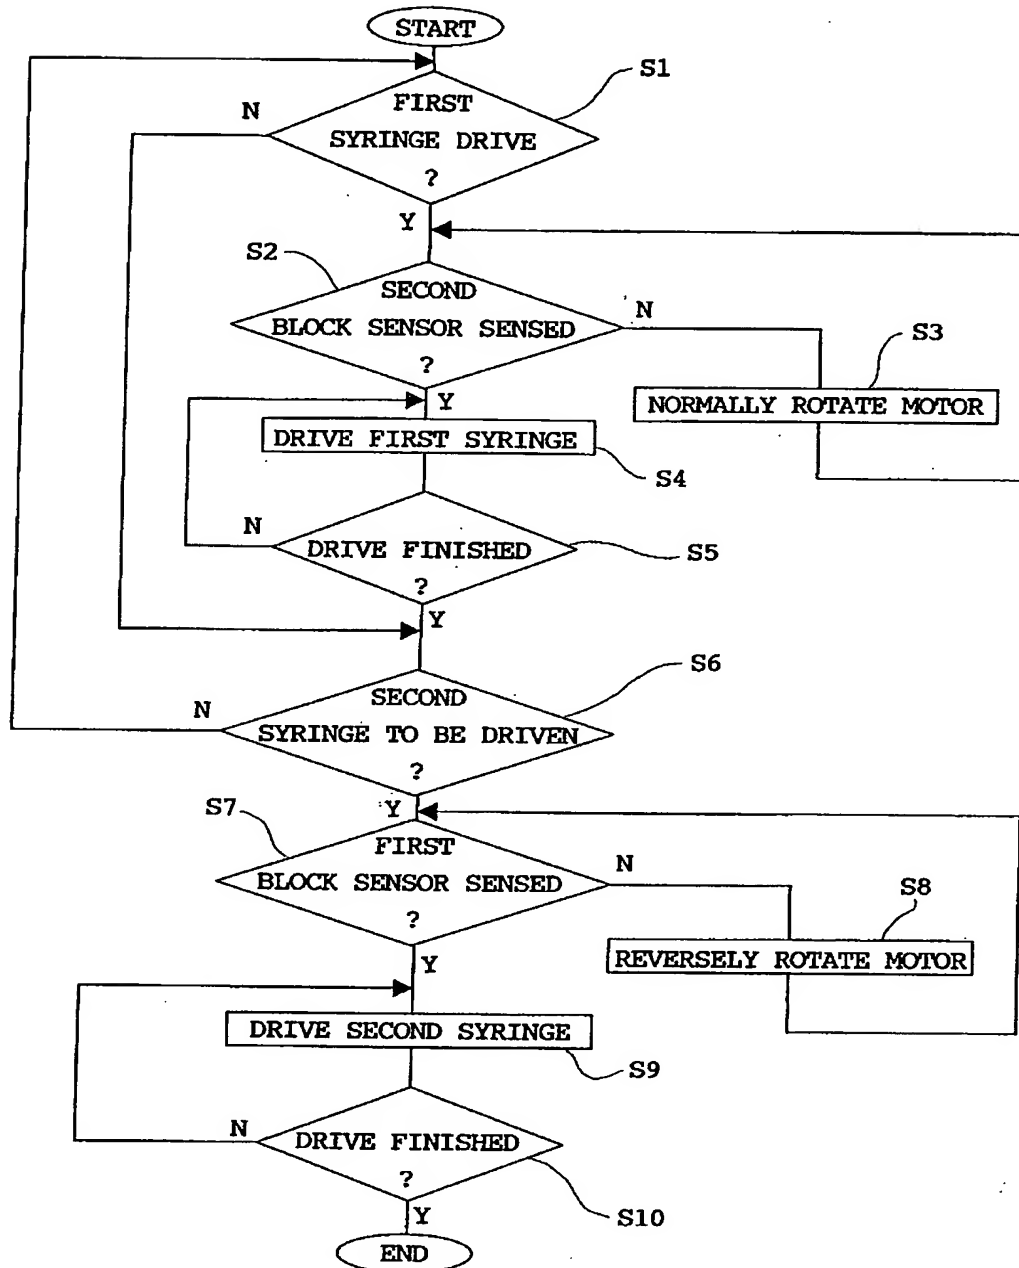 START
S1
N
FIRST
SYRINGE DRIVE
?
Y
S2
SECOND
BLOCK SENSOR SENSED
?
N
S3
NORMALLY ROTATE MOTOR
Y
DRIVE FIRST SYRINGE
S4
N
DRIVE FINISHED
?
S5
Y
S6
N
SECOND
SYRINGE TO BE DRIVEN
?
Y
S7
FIRST
BLOCK SENSOR SENSED
?
N
S8
REVERSELY ROTATE MOTOR
Y
DRIVE SECOND SYRINGE
S9
N
DRIVE FINISHED
?
S10
Y
END